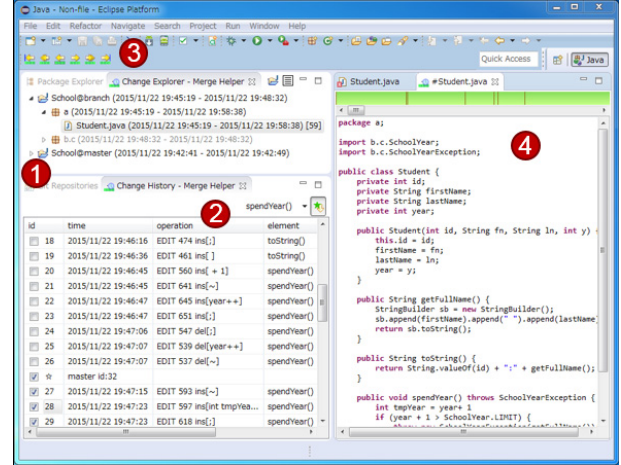 Java - Non-file - Eclipse Platform
File Edit Refactor Navigate Search Project Run Window Help
3
Quick Access
Java
Package Explorer Change Explorer - Merge Helper
School@branch (2015/11/22 19:45:19 - 2015/11/22 19:48:32)
a (2015/11/22 19:45:19 - 2015/11/22 19:58:38)
Student.java (2015/11/22 19:45:19 - 2015/11/22 19:58:38) [59]
b.c (2015/11/22 19:48:32 - 2015/11/22 19:48:32)
School@master (2015/11/22 19:42:41 - 2015/11/22 19:42:49)
1
Repositories Change History - Merge Helper
2
spendYear()
id time operation element
18 2015/11/22 19:46:16 EDIT 474 ins[;] toString()
19 2015/11/22 19:46:36 EDIT 461 ins[ ] toString()
20 2015/11/22 19:46:45 EDIT 560 ins[ + 1] spendYear()
21 2015/11/22 19:46:45 EDIT 641 ins[~] spendYear()
22 2015/11/22 19:46:47 EDIT 645 ins[year++] spendYear()
23 2015/11/22 19:46:47 EDIT 651 ins[;] spendYear()
24 2015/11/22 19:47:06 EDIT 547 del[;] spendYear()
25 2015/11/22 19:47:07 EDIT 539 del[year++] spendYear()
26 2015/11/22 19:47:07 EDIT 537 del[~] spendYear()
☆ master id:32
27 2015/11/22 19:47:15 EDIT 593 ins[~] spendYear()
28 2015/11/22 19:47:23 EDIT 597 ins[int tmpYea... spendYear()
29 2015/11/22 19:47:23 EDIT 618 ins[;] spendYear()
Student.java #Student.java
4
package a;
import b.c.SchoolYear;
import b.c.SchoolYearException;
public class Student {
private int id;
private String firstName;
private String lastName;
private int year;
public Student(int id, String fn, String ln, int y) {
this.id = id;
firstName = fn;
lastName = ln;
year = y;
}
public String getFullName() {
StringBuilder sb = new StringBuilder();
sb.append(firstName).append(" ").append(lastName)
return sb.toString();
}
public String toString() {
return String.valueOf(id) + ":" + getFullName();
}
public void spendYear() throws SchoolYearException {
int tmpYear = year+ 1
if (year + 1 > SchoolYear.LIMIT) {